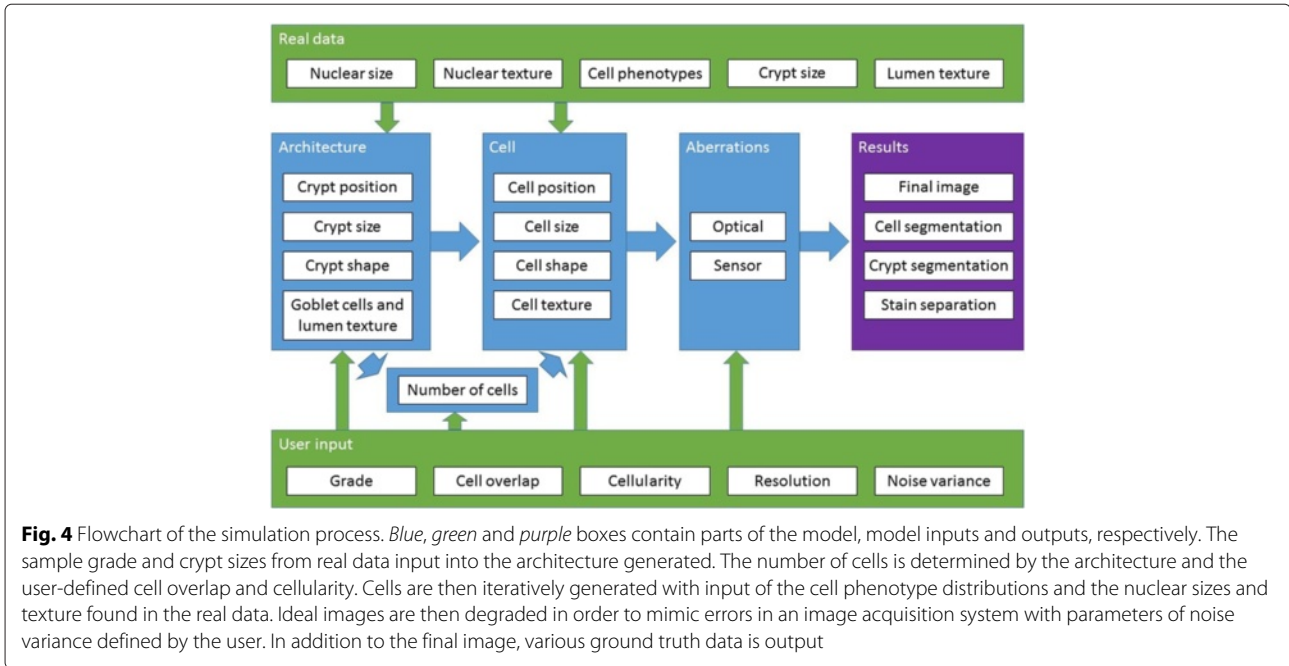 Real data
Nuclear size
Nuclear texture
Cell phenotypes
Crypt size
Lumen texture
Architecture
Crypt position
Crypt size
Crypt shape
Goblet cells and
lumen texture
Cell
Cell position
Cell size
Cell shape
Cell texture
Aberrations
Optical
Sensor
Results
Final image
Cell segmentation
Crypt segmentation
Stain separation
Number of cells
User input
Grade
Cell overlap
Cellularity
Resolution
Noise variance
Fig. 4 Flowchart of the simulation process. Blue, green and purple boxes contain parts of the model, model inputs and outputs, respectively. The
sample grade and crypt sizes from real data input into the architecture generated. The number of cells is determined by the architecture and the
user-defined cell overlap and cellularity. Cells are then iteratively generated with input of the cell phenotype distributions and the nuclear sizes and
texture found in the real data. Ideal images are then degraded in order to mimic errors in an image acquisition system with parameters of noise
variance defined by the user. In addition to the final image, various ground truth data is output